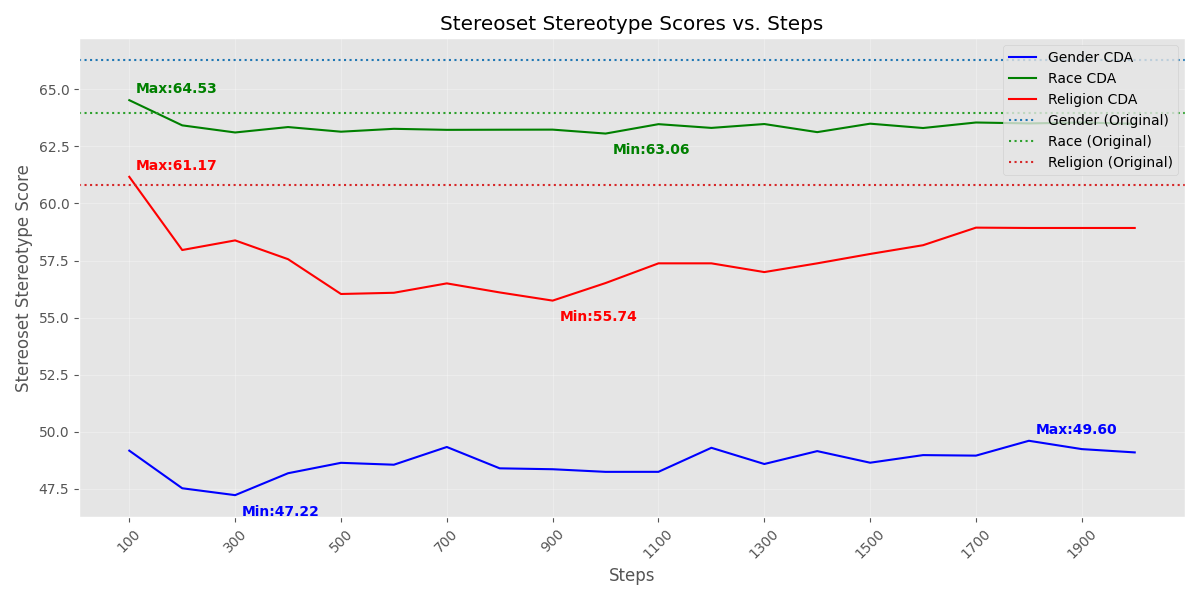 Stereoset Stereotype Scores vs. Steps
Stereoset Stereotype Score
65.0
62.5
60.0
57.5
55.0
52.5
50.0
47.5
Max:64.53
Max:61.17
Min:63.06
Min:55.74
Max:49.60
Min:47.22
Gender CDA
Race CDA
Religion CDA
Gender (Original)
Race (Original)
Religion (Original)
100
300
500
700
900
1100
1300
1500
1700
1900
Steps